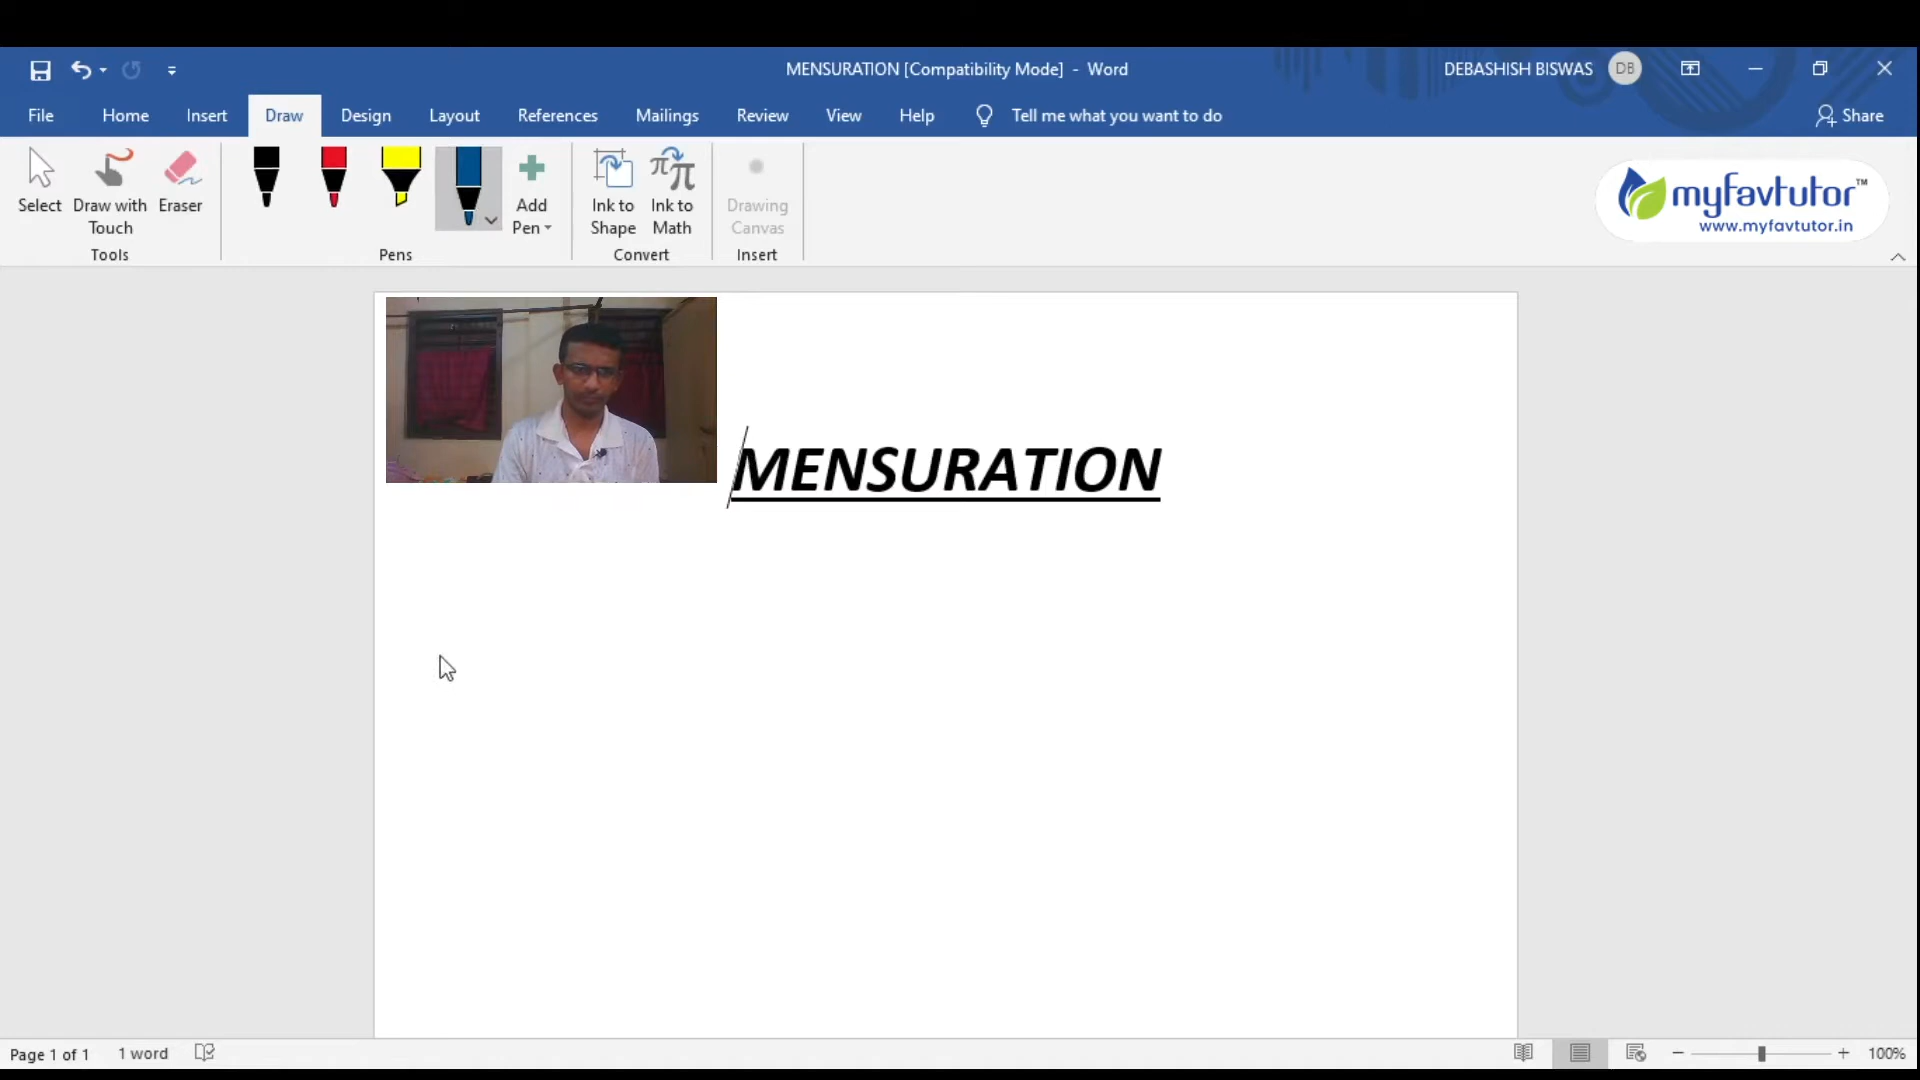 MENSURATION [Compatibility Mode] - Word
DEBASHISH BISWAS DB
File Home Insert Draw Design Layout References Mailings Review View Help Tell me what you want to do Share
Select
Draw with Touch
Eraser
Tools
Pens
Add Pen
Ink to Shape
Ink to Math
Convert
Drawing Canvas
Insert
myfavtutor™
www.myfavtutor.in
MENSURATION
Page 1 of 1 1 word 100%